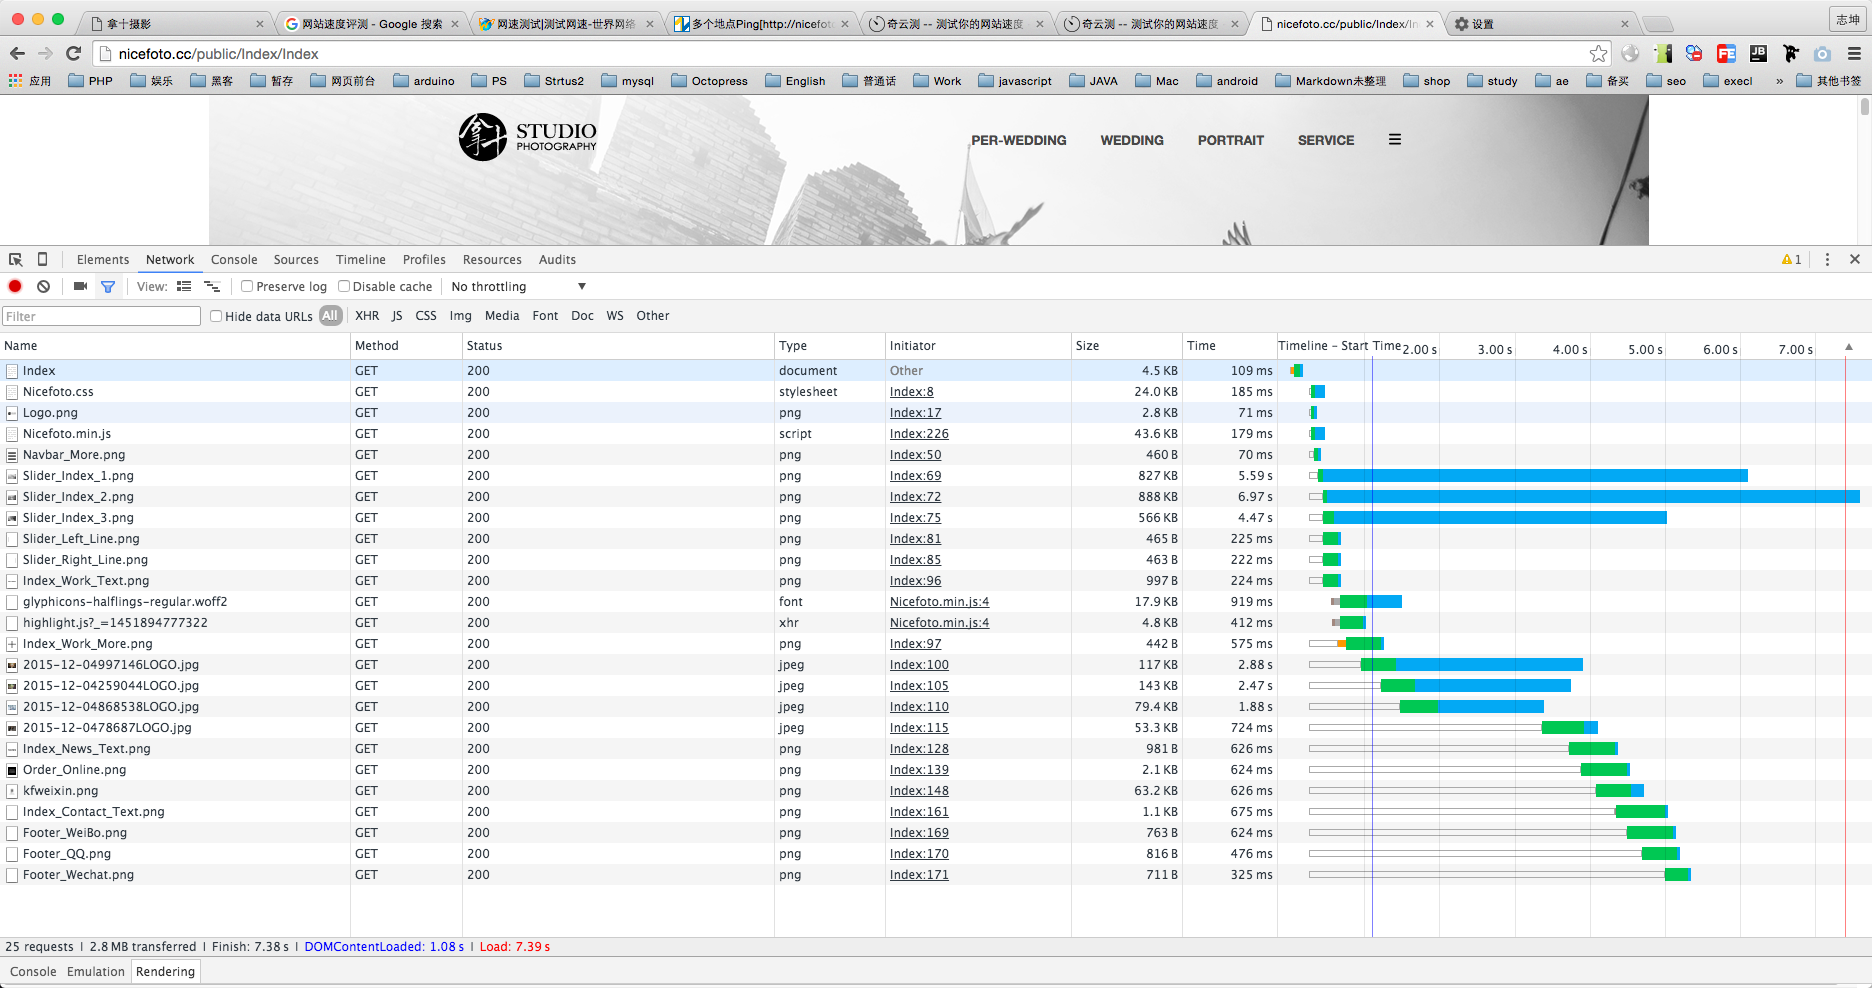 拿十摄影
网站速度评测 - Google 搜索
网速测试|测试网速-世界网络
多个地点Ping[http://nicefoto
奇云测 -- 测试你的网站速度
奇云测 -- 测试你的网站速度
nicefoto.cc/public/Index/In
设置
志坤
nicefoto.cc/public/Index/Index
应用 PHP 娱乐 黑客 暂存 网页前台 arduino PS Strtus2 mysql Octopress English 普通话 Work javascript JAVA Mac android Markdown未整理 shop study ae 备买 seo execl » 其他书签
拿十 STUDIO
PHOTOGRAPHY
PER-WEDDING WEDDING PORTRAIT SERVICE
Elements Network Console Sources Timeline Profiles Resources Audits 1
View: Preserve log Disable cache No throttling
Filter Hide data URLs All XHR JS CSS Img Media Font Doc WS Other
Name Method Status Type Initiator Size Time Timeline – Start Time 2.00 s 3.00 s 4.00 s 5.00 s 6.00 s 7.00 s
Index GET 200 document Other 4.5 KB 109 ms
Nicefoto.css GET 200 stylesheet Index:8 24.0 KB 185 ms
Logo.png GET 200 png Index:17 2.8 KB 71 ms
Nicefoto.min.js GET 200 script Index:226 43.6 KB 179 ms
Navbar_More.png GET 200 png Index:50 460 B 70 ms
Slider_Index_1.png GET 200 png Index:69 827 KB 5.59 s
Slider_Index_2.png GET 200 png Index:72 888 KB 6.97 s
Slider_Index_3.png GET 200 png Index:75 566 KB 4.47 s
Slider_Left_Line.png GET 200 png Index:81 465 B 225 ms
Slider_Right_Line.png GET 200 png Index:85 463 B 222 ms
Index_Work_Text.png GET 200 png Index:96 997 B 224 ms
glyphicons-halflings-regular.woff2 GET 200 font Nicefoto.min.js:4 17.9 KB 919 ms
highlight.js?_=1451894777322 GET 200 xhr Nicefoto.min.js:4 4.8 KB 412 ms
Index_Work_More.png GET 200 png Index:97 442 B 575 ms
2015-12-04997146LOGO.jpg GET 200 jpeg Index:100 117 KB 2.88 s
2015-12-04259044LOGO.jpg GET 200 jpeg Index:105 143 KB 2.47 s
2015-12-04868538LOGO.jpg GET 200 jpeg Index:110 79.4 KB 1.88 s
2015-12-0478687LOGO.jpg GET 200 jpeg Index:115 53.3 KB 724 ms
Index_News_Text.png GET 200 png Index:128 981 B 626 ms
Order_Online.png GET 200 png Index:139 2.1 KB 624 ms
kfweixin.png GET 200 png Index:148 63.2 KB 626 ms
Index_Contact_Text.png GET 200 png Index:161 1.1 KB 675 ms
Footer_WeiBo.png GET 200 png Index:169 763 B 624 ms
Footer_QQ.png GET 200 png Index:170 816 B 476 ms
Footer_Wechat.png GET 200 png Index:171 711 B 325 ms
25 requests | 2.8 MB transferred | Finish: 7.38 s | DOMContentLoaded: 1.08 s | Load: 7.39 s
Console Emulation Rendering